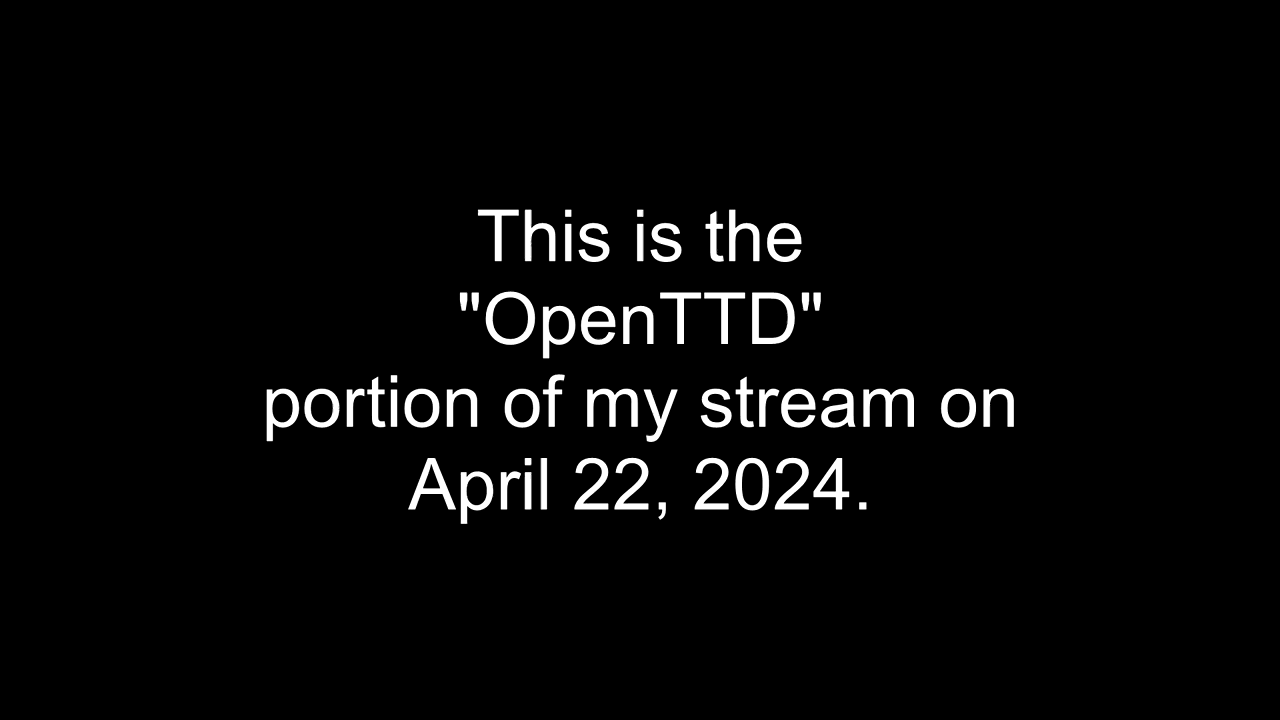 This is the
"OpenTTD"
portion of my stream on
April 22, 2024.